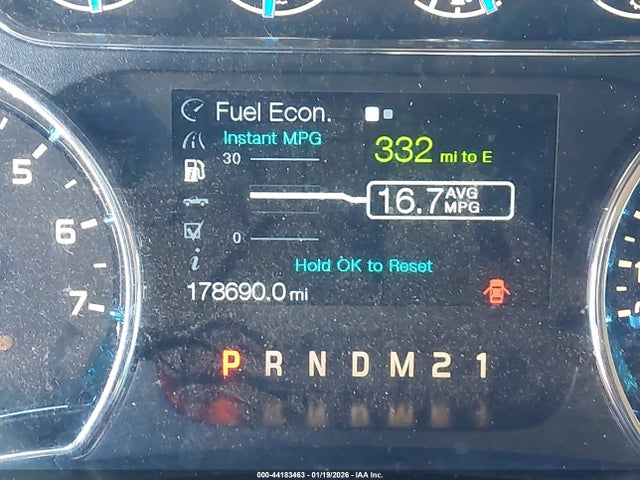 Fuel Econ.
Instant MPG
30
332 mi to E
16.7 AVG MPG
0
Hold OK to Reset
178690.0 mi
5
6
7
P R N D M 2 1
000-44183463 - 01/19/2026 - IAA Inc.